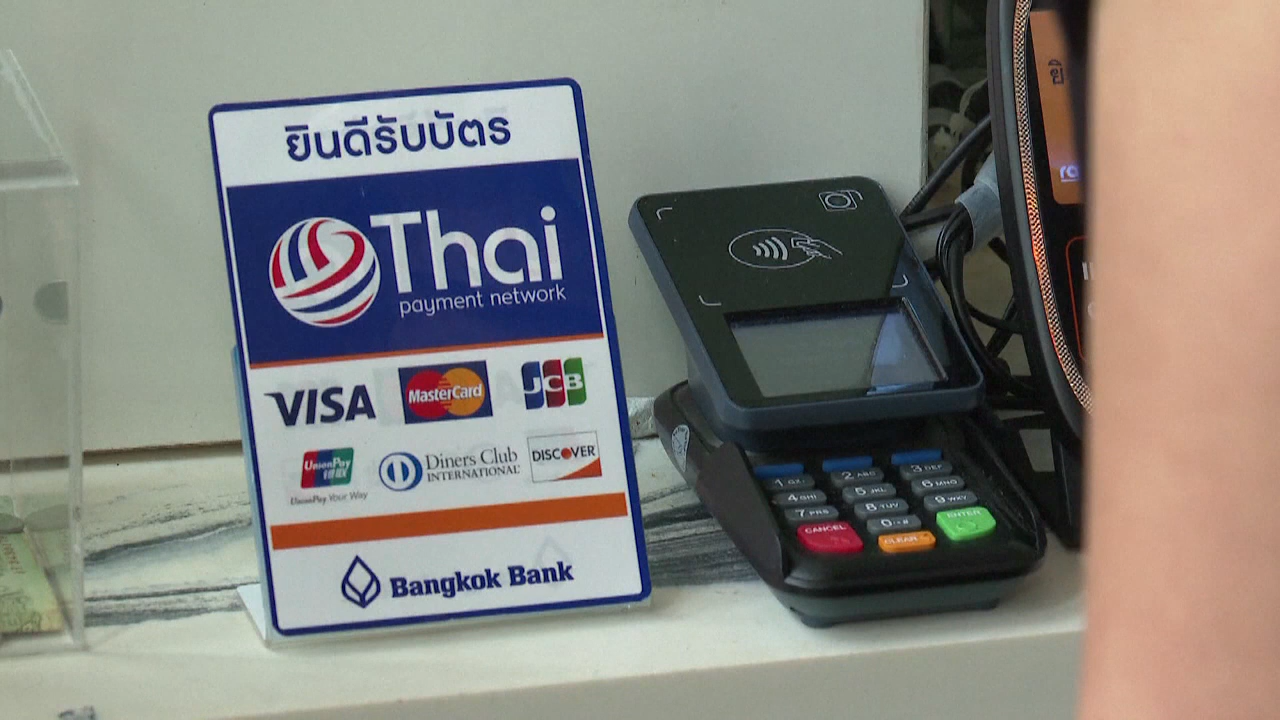 ยินดีรับบัตร
Thai
payment network
VISA
MasterCard
JCB
UnionPay
银联
UnionPay Your Way
Diners Club
INTERNATIONAL
DISCOVER
Bangkok Bank
1 QZ.
2 ABC
3 DEF
4 GHI
5 JKL
6 MNO
7 PRS
8 TUV
9 WXY
0
CANCEL
CLEAR
ENTER